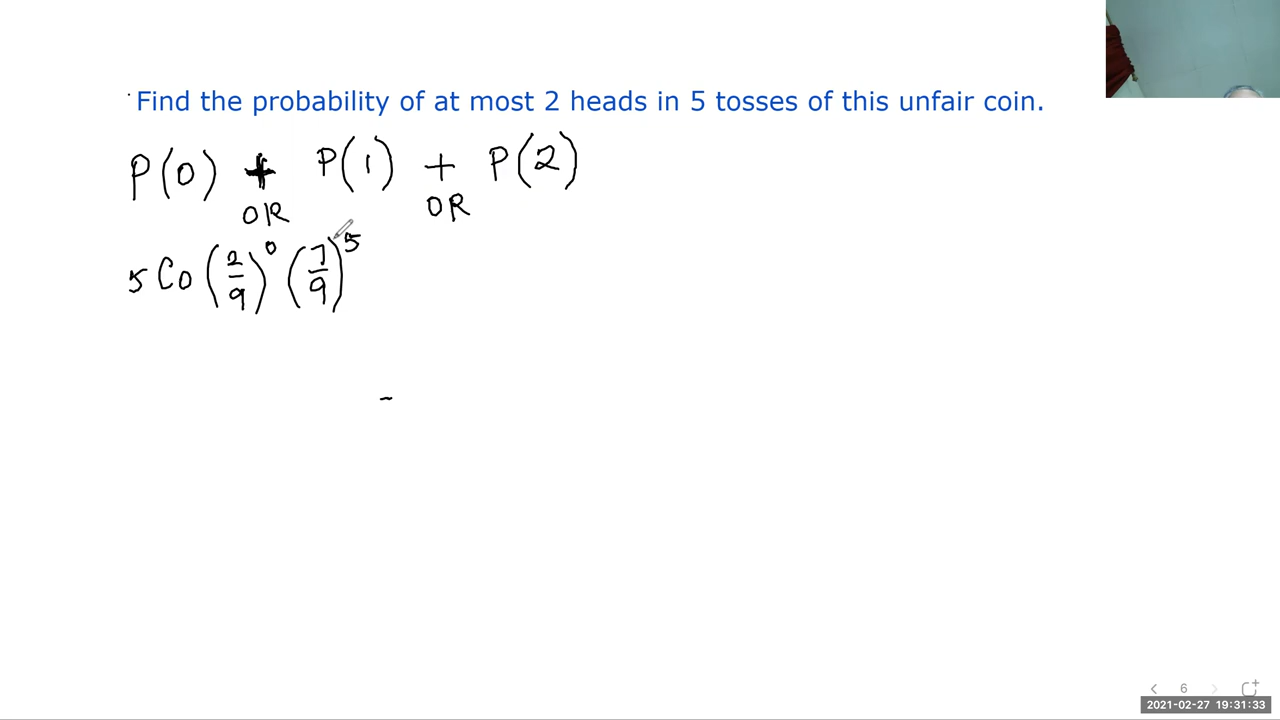 Find the probability of at most 2 heads in 5 tosses of this unfair coin.
P(0) + P(1) + P(2)
OR OR
5C0 (2/9)^0 (7/9)^5
6
2021-02-27 19:31:33